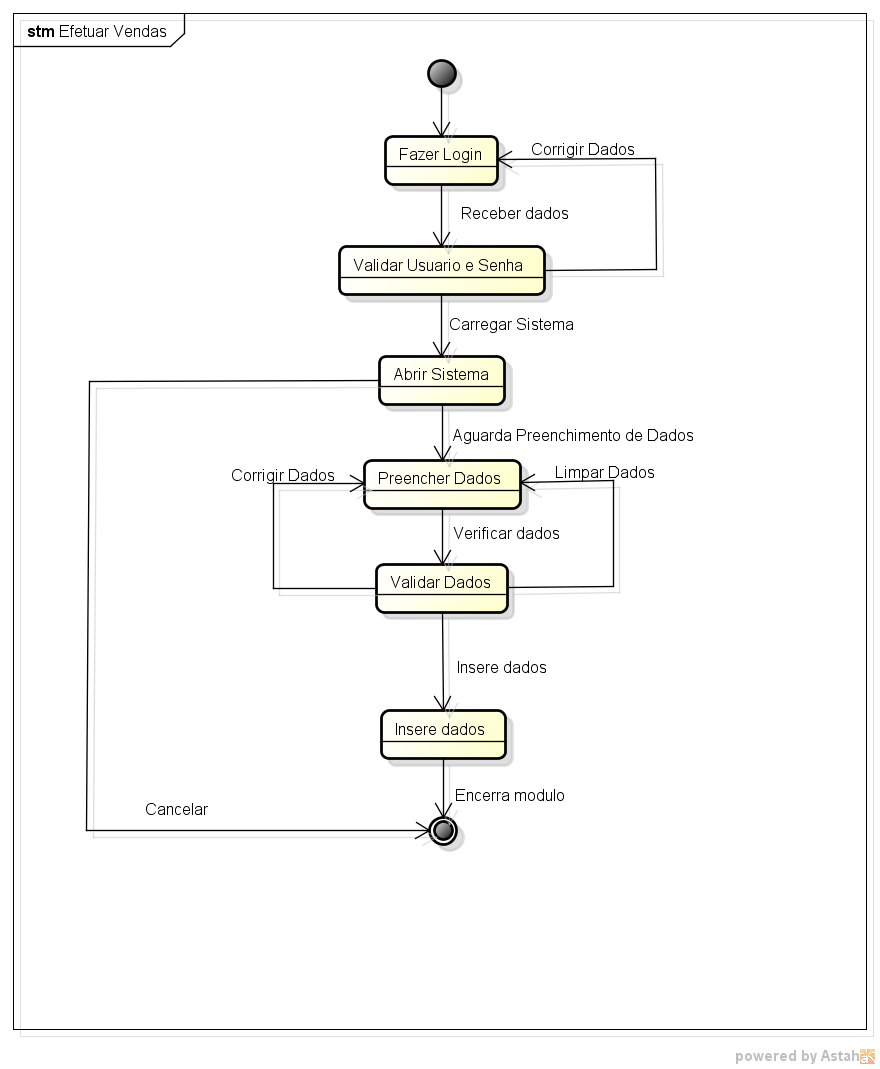 stm Efetuar Vendas
Fazer Login
Corrigir Dados
Receber dados
Validar Usuario e Senha
Carregar Sistema
Abrir Sistema
Aguarda Preenchimento de Dados
Corrigir Dados
Preencher Dados
Limpar Dados
Verificar dados
Validar Dados
Insere dados
Insere dados
Encerra modulo
Cancelar
powered by Astah